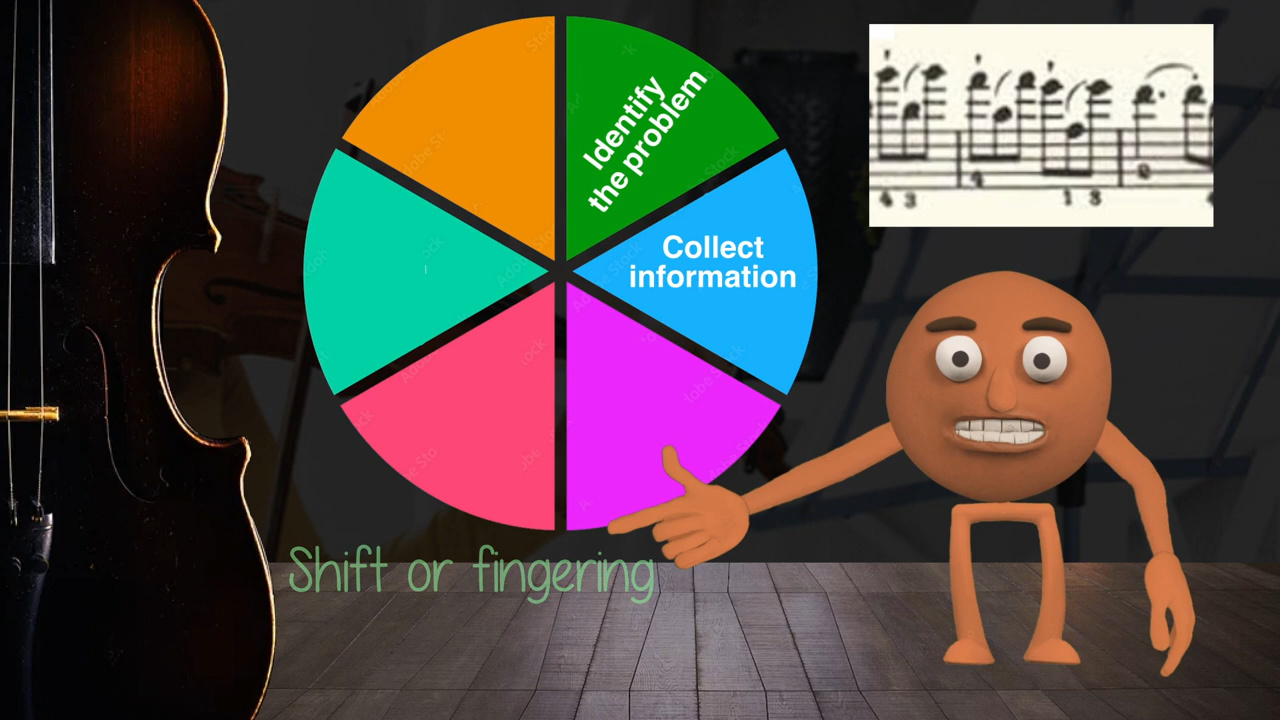 Identify
the problem
Collect
information
4 3
4
1 3
0
Shift or fingering